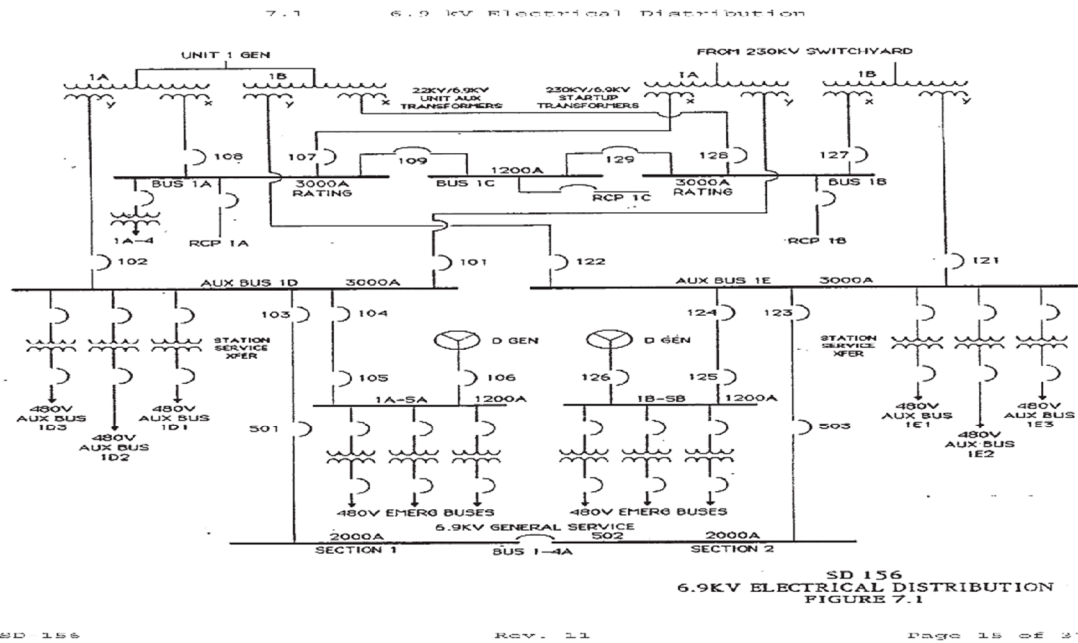 7.1 6.9 kV Electrical Distribution
UNIT 1 GEN
FROM 230KV SWITCHYARD
1A
1B
1A
1B
Y
X
Y
X
X
Y
X
Y
22KV/6.9KV
UNIT AUX
TRANSFORMERS
230KV/6.9KV
STARTUP
TRANSFORMERS
108
107
109
129
128
127
1200A
BUS 1A
3000A
RATING
BUS 1C
RCP 1C
3000A
RATING
BUS 1B
1A-4
RCP 1A
RCP 1B
102
101
122
121
AUX BUS 1D
3000A
AUX BUS 1E
3000A
103
104
124
123
STATION
SERVICE
XFER
D GEN
D GEN
STATION
SERVICE
XFER
105
106
126
125
480V
AUX BUS
1D3
480V
AUX BUS
1D2
480V
AUX BUS
1D1
1A-SA
1200A
1B-SB
1200A
480V
AUX BUS
1E1
480V
AUX BUS
1E2
480V
AUX BUS
1E3
501
503
480V EMERG BUSES
480V EMERG BUSES
6.9KV GENERAL SERVICE
2000A
502
2000A
SECTION 1
BUS 1-4A
SECTION 2
SD 156
6.9KV ELECTRICAL DISTRIBUTION
FIGURE 7.1
SD-156
Rev. 11
Page 15 of